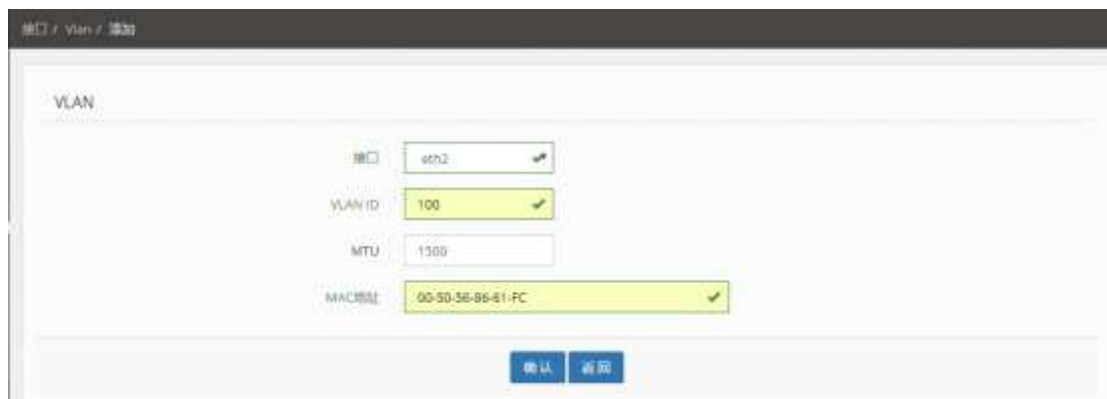 接口 / Vlan / 添加
VLAN
接口 eth2
VLAN ID 100
MTU 1500
MAC地址 00-50-56-86-61-FC
确认 返回